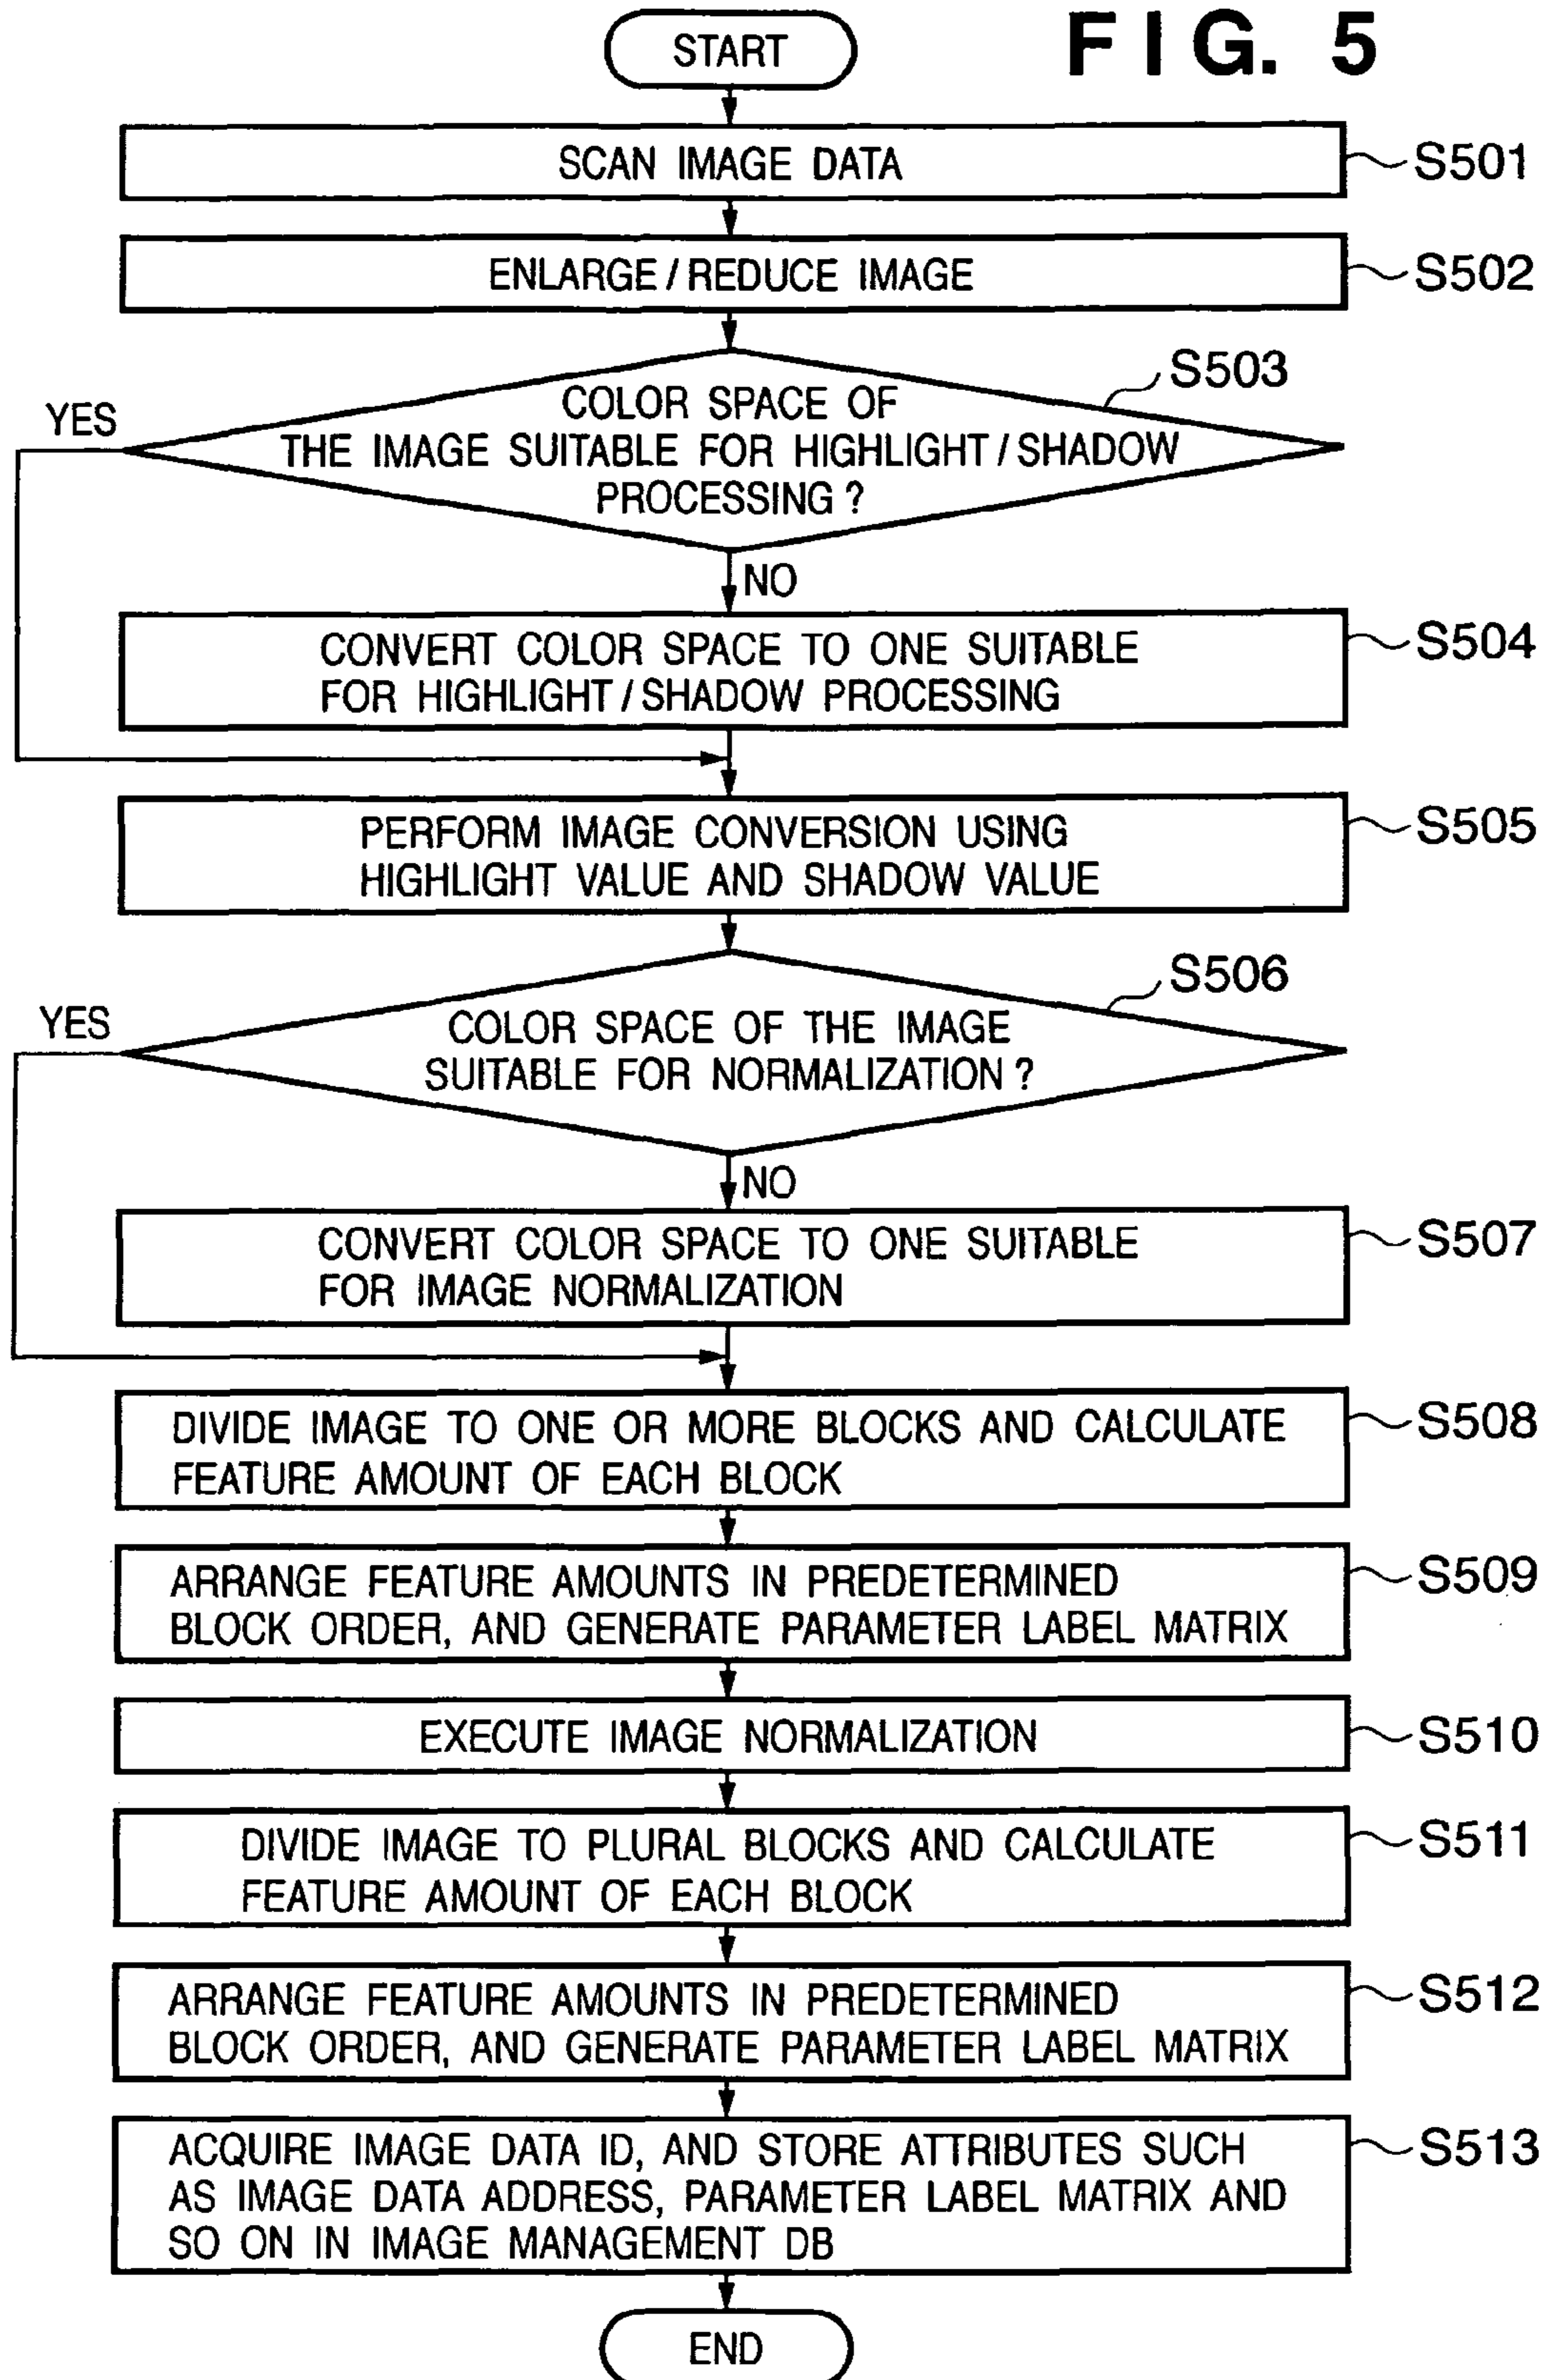 FIG. 5
START
SCAN IMAGE DATA
S501
ENLARGE/REDUCE IMAGE
S502
S503
COLOR SPACE OF
THE IMAGE SUITABLE FOR HIGHLIGHT/SHADOW
PROCESSING?
YES
NO
CONVERT COLOR SPACE TO ONE SUITABLE
FOR HIGHLIGHT/SHADOW PROCESSING
S504
PERFORM IMAGE CONVERSION USING
HIGHLIGHT VALUE AND SHADOW VALUE
S505
S506
COLOR SPACE OF THE IMAGE
SUITABLE FOR NORMALIZATION?
YES
NO
CONVERT COLOR SPACE TO ONE SUITABLE
FOR IMAGE NORMALIZATION
S507
DIVIDE IMAGE TO ONE OR MORE BLOCKS AND CALCULATE
FEATURE AMOUNT OF EACH BLOCK
S508
ARRANGE FEATURE AMOUNTS IN PREDETERMINED
BLOCK ORDER, AND GENERATE PARAMETER LABEL MATRIX
S509
EXECUTE IMAGE NORMALIZATION
S510
DIVIDE IMAGE TO PLURAL BLOCKS AND CALCULATE
FEATURE AMOUNT OF EACH BLOCK
S511
ARRANGE FEATURE AMOUNTS IN PREDETERMINED
BLOCK ORDER, AND GENERATE PARAMETER LABEL MATRIX
S512
ACQUIRE IMAGE DATA ID, AND STORE ATTRIBUTES SUCH
AS IMAGE DATA ADDRESS, PARAMETER LABEL MATRIX AND
SO ON IN IMAGE MANAGEMENT DB
S513
END